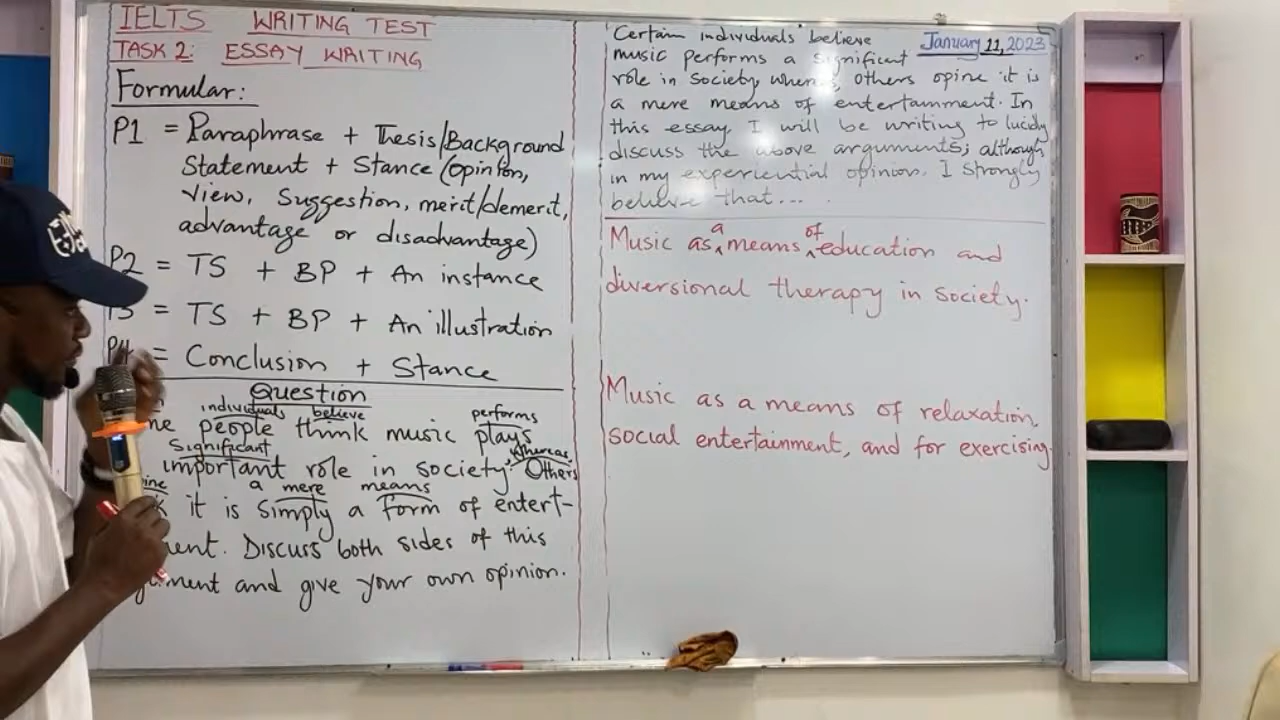 IELTS WRITING TEST
TASK 2: ESSAY WRITING
Formular:
P1 = Paraphrase + Thesis/Background
Statement + Stance (opinion,
view, suggestion, merit/demerit,
advantage or disadvantage)
P2 = TS + BP + An instance
= TS + BP + An illustration
P4 = Conclusion + Stance
Question
individuals believe performs
people think music plays
significant whereas
important role in society. Others
a mere means
it is simply a form of entert-
Discuss both sides of this
and give your own opinion.
Certain individuals believe
January 11, 2023
music performs a significant
role in society, others opine it is
a mere means of entertainment. In
this essay, I will be writing to lucidly
discuss the above arguments; although
in my experiential opinion, I strongly
believe that...
a of
Music as means education and
diversional therapy in society.
Music as a means of relaxation,
social entertainment, and for exercising.